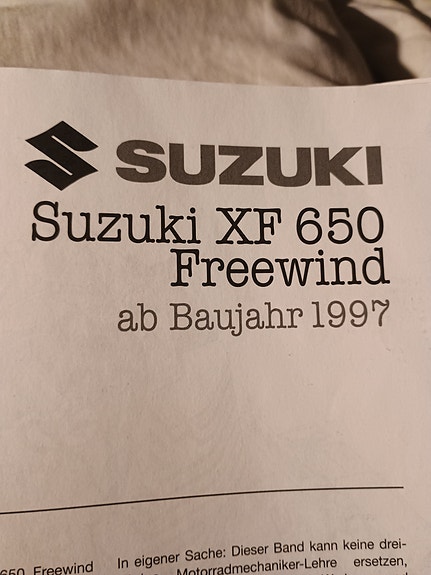 SUZUKI
Suzuki XF 650
Freewind
ab Baujahr 1997
650 Freewind
In eigener Sache: Dieser Band kann keine drei-
Motorradmechaniker-Lehre ersetzen,